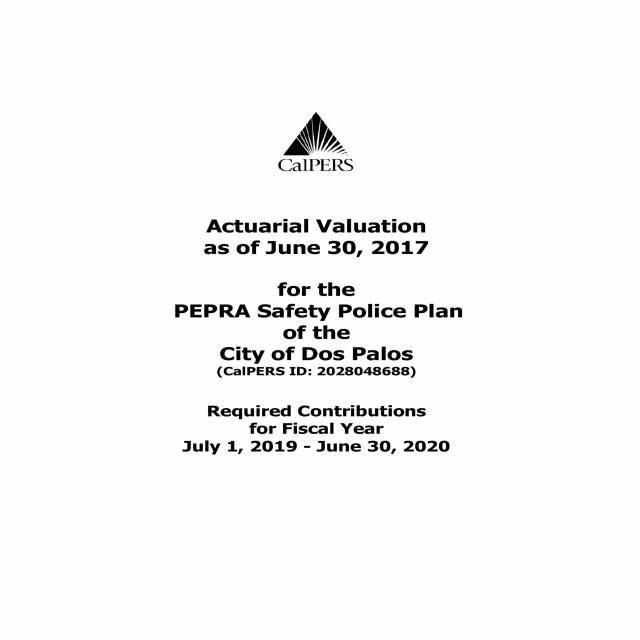 CalPERS
Actuarial Valuation
as of June 30, 2017
for the
PEPRA Safety Police Plan
of the
City of Dos Palos
(CalPERS ID: 2028048688)
Required Contributions
for Fiscal Year
July 1, 2019 - June 30, 2020